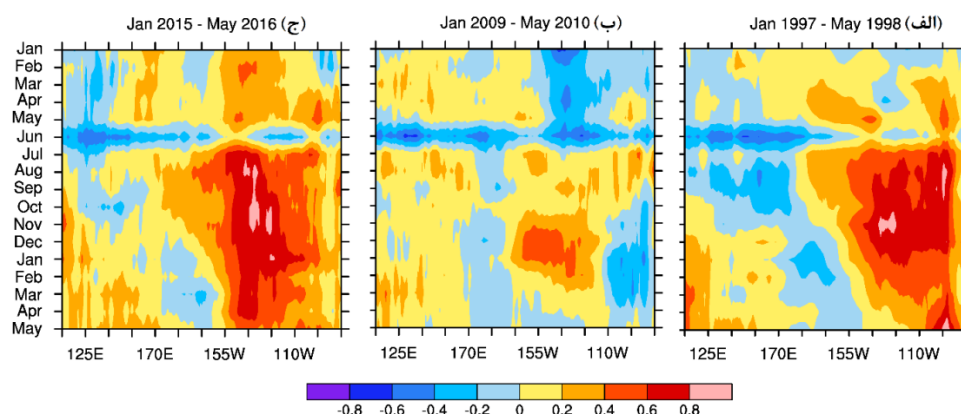 Jan 2015 - May 2016 (ج)
Jan 2009 - May 2010 (ب)
Jan 1997 - May 1998 (الف)
Jan
Feb
Mar
Apr
May
Jun
Jul
Aug
Sep
Oct
Nov
Dec
Jan
Feb
Mar
Apr
May
125E 170E 155W 110W
125E 170E 155W 110W
125E 170E 155W 110W
-0.8 -0.6 -0.4 -0.2 0 0.2 0.4 0.6 0.8